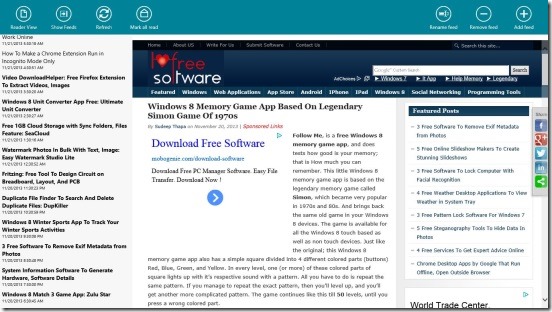 Reader View
Show Feeds
Refresh
Mark all read
Rename feed
Remove feed
Add feed
Work Online
11/21/2013 5:30:19 AM
How To Make a Chrome Extension Run in
Incognito Mode Only
11/21/2013
Video DownloadHelper: Free Firefox Extension
To Extract Videos, Images
11/21/2013
Windows 8 Unit Converter App Free: Ultimate
Unit Converter
11/21/2013
Free 1GB Cloud Storage with Sync Folders, Files
Feature: SeaCloud
11/21/2013
Watermark Photos In Bulk With Text, Image:
Easy Watermark Studio Lite
11/21/2013
Fritzing: Free Tool To Design Circuit on
Breadboard, Layout, And PCB
11/21/2013
Duplicate File Finder To Search And Delete
Duplicate Files: DupKiller
11/20/2013
Windows 8 Winter Sports App To Track Your
Winter Sports Activities
11/20/2013
3 Free Software To Remove Exif Metadata from
Photos
11/20/2013
System Information Software To Generate
Hardware, Software Details
11/20/2013
Windows 8 Match 3 Game App: Zulu Star
11/20/2013
Home
About
Write For Us
Submit Software
Contact Us
Search this site...
I free
software
AdChoices
Windows 7
It App
Help Memory
Legendary
Google Custom Search
Search
Featured
Windows
Web Applications
App Store
Android
IPhone
IPad
Windows 8
Social Networking
Programming Tools
Windows 8 Memory Game App Based On Legendary
Simon Game Of 1970s
By Sudeep Thapa on November 20, 2013 | Sponsored Links
Download Free Software
mobogenie.com/download-software
Download Free PC Manager Software. Easy File
Transfer. Download Now !
Follow Me, is a free Windows 8
memory game app, and does
tests how good is your memory;
that is How much you can
remember. This little Windows 8
memory game app is based on the
legendary memory game called
Simon, which became very popular
in 1970s and 80s. And brings back
the same old game in your Windows
8 devices. The game is available for
all the Windows 8 touch based as
well as non touch devices. Just like
the original; this Windows 8
memory game app also has a simple square divided into 4 different colored parts (buttons)
Red, Blue, Green, and Yellow. In every level, one (or more) of these colored parts of
square lights up with it's respective sound with a pattern. All you have to do is repeat the
same pattern. If you manage to repeat the exact pattern, then you'll level up, and you'll
get another more complicated pattern. The game continues like this till 50 levels, until you
press a wrong colored part.
Featured Posts
3 Free Software To Remove Exif Metadata from
Photos
5 Free Online Slideshow Makers To Create
Stunning Slideshows
3 Free Software To Lock Computer With
Facial Recognition
4 Free Weather Desktop Applications To View
Weather in System Tray
3 Free Pattern Lock Software For Windows 7
5 Free Steganography Tools To Hide Data In
Photos
4 Free Services To Get Expert Advice Online
Chrome Desktop Apps by Google That Run
Offline, Open Outside Browser
Share
World Trade Center.